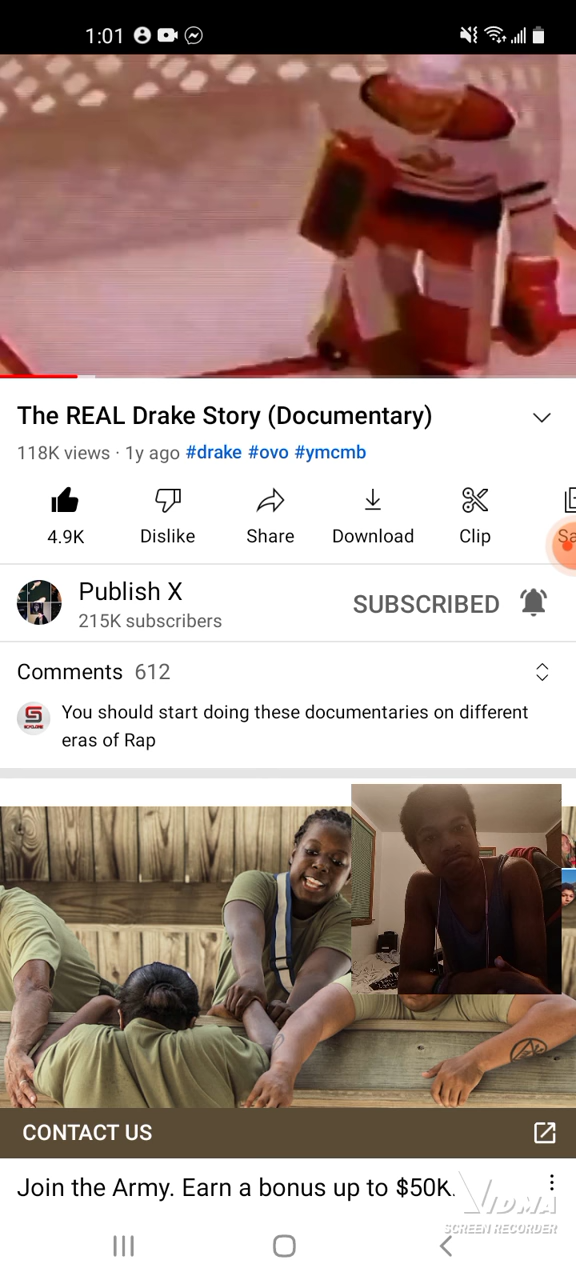 1:01
The REAL Drake Story (Documentary)
118K views · 1y ago #drake #ovo #ymcmb
4.9K Dislike Share Download Clip
Publish X
215K subscribers
SUBSCRIBED
Comments 612
You should start doing these documentaries on different
eras of Rap
CONTACT US
Join the Army. Earn a bonus up to $50K.
VIDMA
SCREEN RECORDER